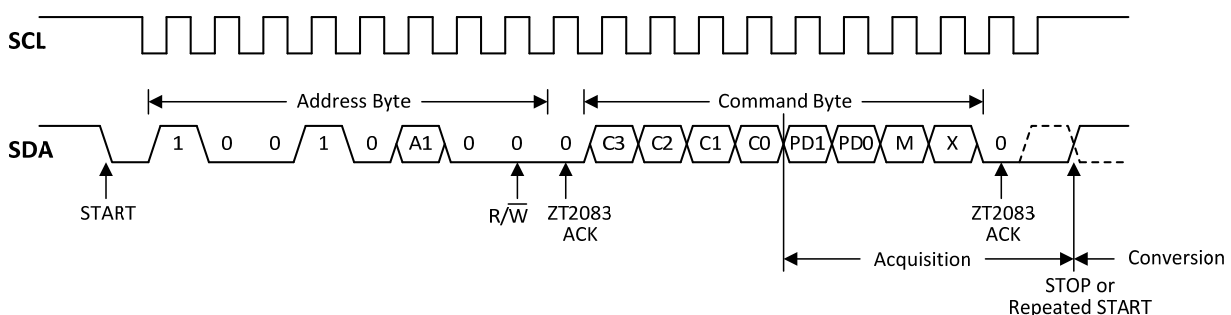 SCL
Address Byte
Command Byte
SDA
1 0 0 1 0 A1 0 0 0 C3 C2 C1 C0 PD1 PD0 M X 0
START
R/W̅
ZT2083
ACK
ZT2083
ACK
Acquisition
Conversion
STOP or
Repeated START